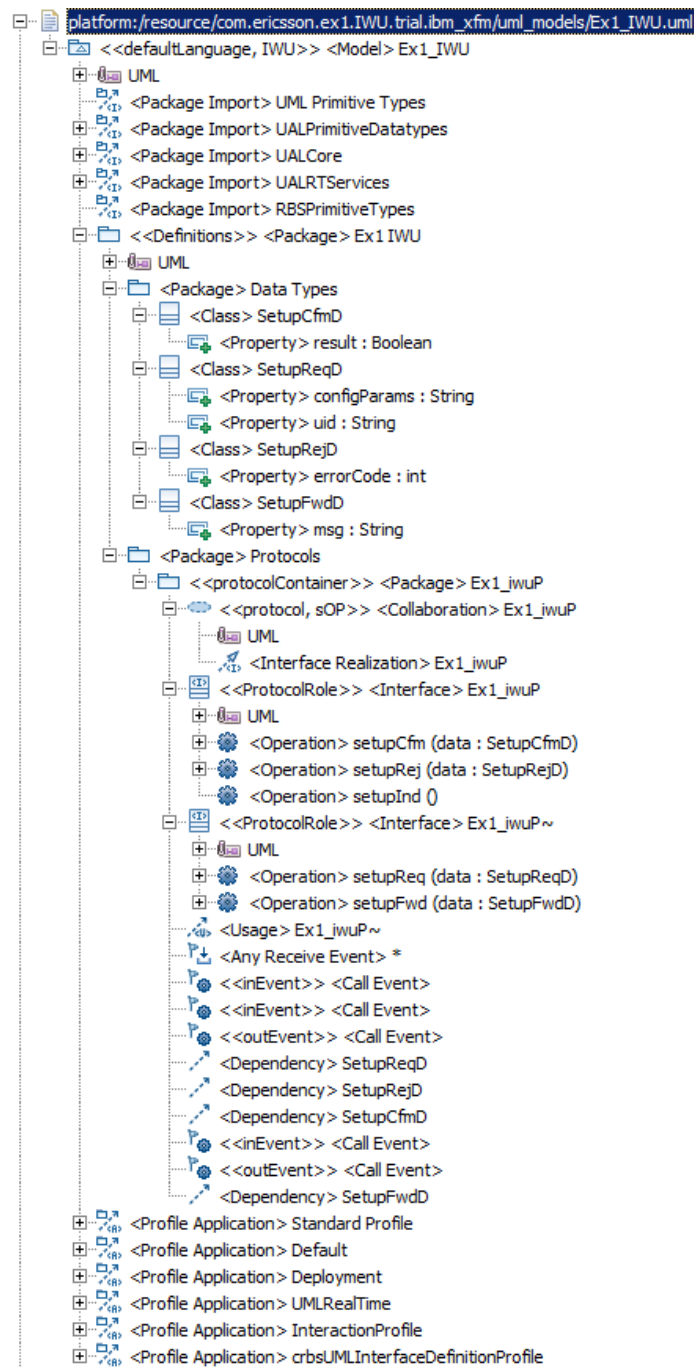 platform:/resource/com.ericsson.ex1.IWU.trial.ibm_xfm/uml_models/Ex1_IWU.uml
<<defaultLanguage, IWU>> <Model> Ex1_IWU
UML
<Package Import> UML Primitive Types
<Package Import> UALPrimitiveDatatypes
<Package Import> UALCore
<Package Import> UALRTServices
<Package Import> RBSPrimitiveTypes
<<Definitions>> <Package> Ex1 IWU
UML
<Package> Data Types
<Class> SetupCfmD
<Property> result : Boolean
<Class> SetupReqD
<Property> configParams : String
<Property> uid : String
<Class> SetupRejD
<Property> errorCode : int
<Class> SetupFwdD
<Property> msg : String
<Package> Protocols
<<protocolContainer>> <Package> Ex1_iwuP
<<protocol, sOP>> <Collaboration> Ex1_iwuP
UML
<Interface Realization> Ex1_iwuP
<<ProtocolRole>> <Interface> Ex1_iwuP
UML
<Operation> setupCfm (data : SetupCfmD)
<Operation> setupRej (data : SetupRejD)
<Operation> setupInd ()
<<ProtocolRole>> <Interface> Ex1_iwuP~
UML
<Operation> setupReq (data : SetupReqD)
<Operation> setupFwd (data : SetupFwdD)
<Usage> Ex1_iwuP~
<Any Receive Event> *
<<inEvent>> <Call Event>
<<inEvent>> <Call Event>
<<outEvent>> <Call Event>
<Dependency> SetupReqD
<Dependency> SetupRejD
<Dependency> SetupCfmD
<<inEvent>> <Call Event>
<<outEvent>> <Call Event>
<Dependency> SetupFwdD
<Profile Application> Standard Profile
<Profile Application> Default
<Profile Application> Deployment
<Profile Application> UMLRealTime
<Profile Application> InteractionProfile
<Profile Application> crbsUMLInterfaceDefinitionProfile